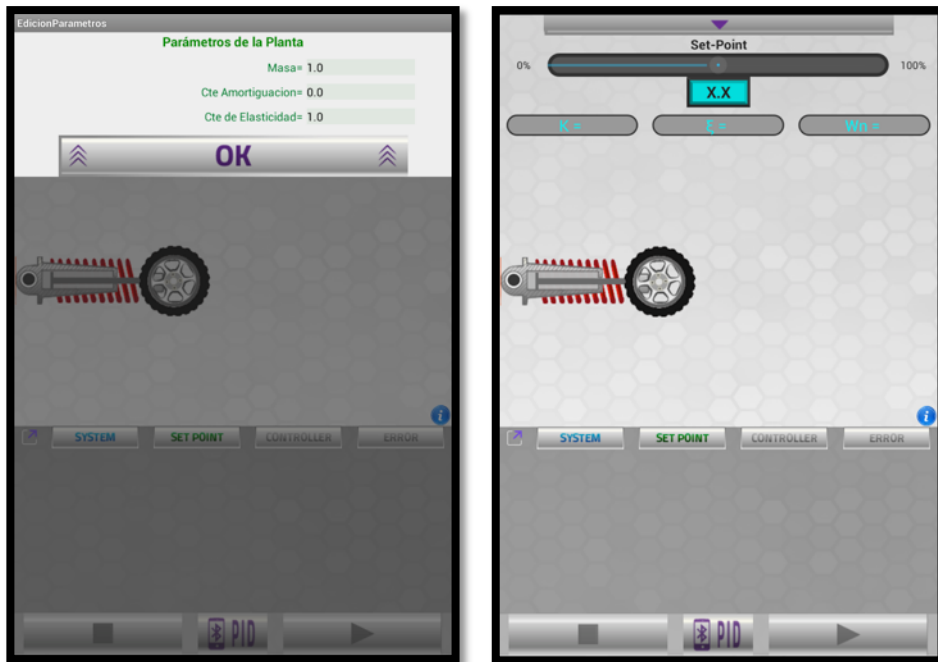 EdicionParametros
Parámetros de la Planta
Masa= 1.0
Cte Amortiguacion= 0.0
Cte de Elasticidad= 1.0
OK
SYSTEM SET POINT CONTROLLER ERROR
PID
Set-Point
0% 100%
X.X
K = ξ = Wn =
SYSTEM SET POINT CONTROLLER ERROR
PID